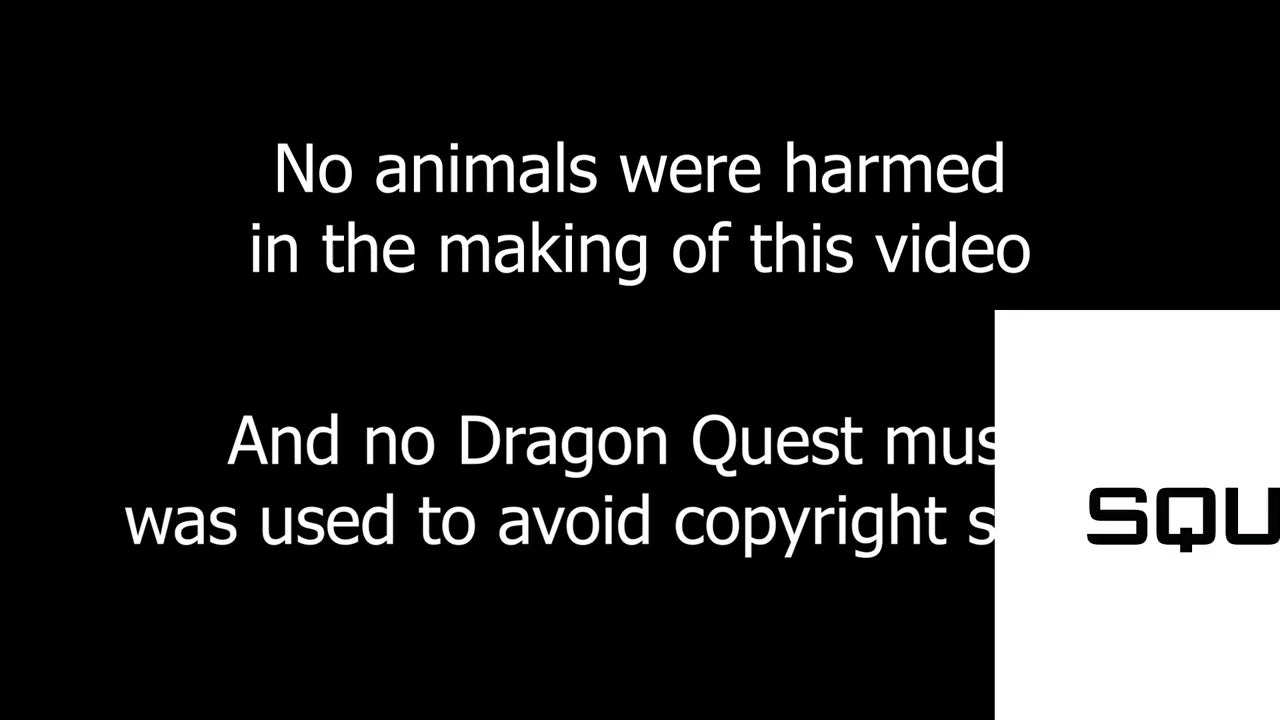 No animals were harmed
in the making of this video
And no Dragon Quest mus
was used to avoid copyright s
SQU